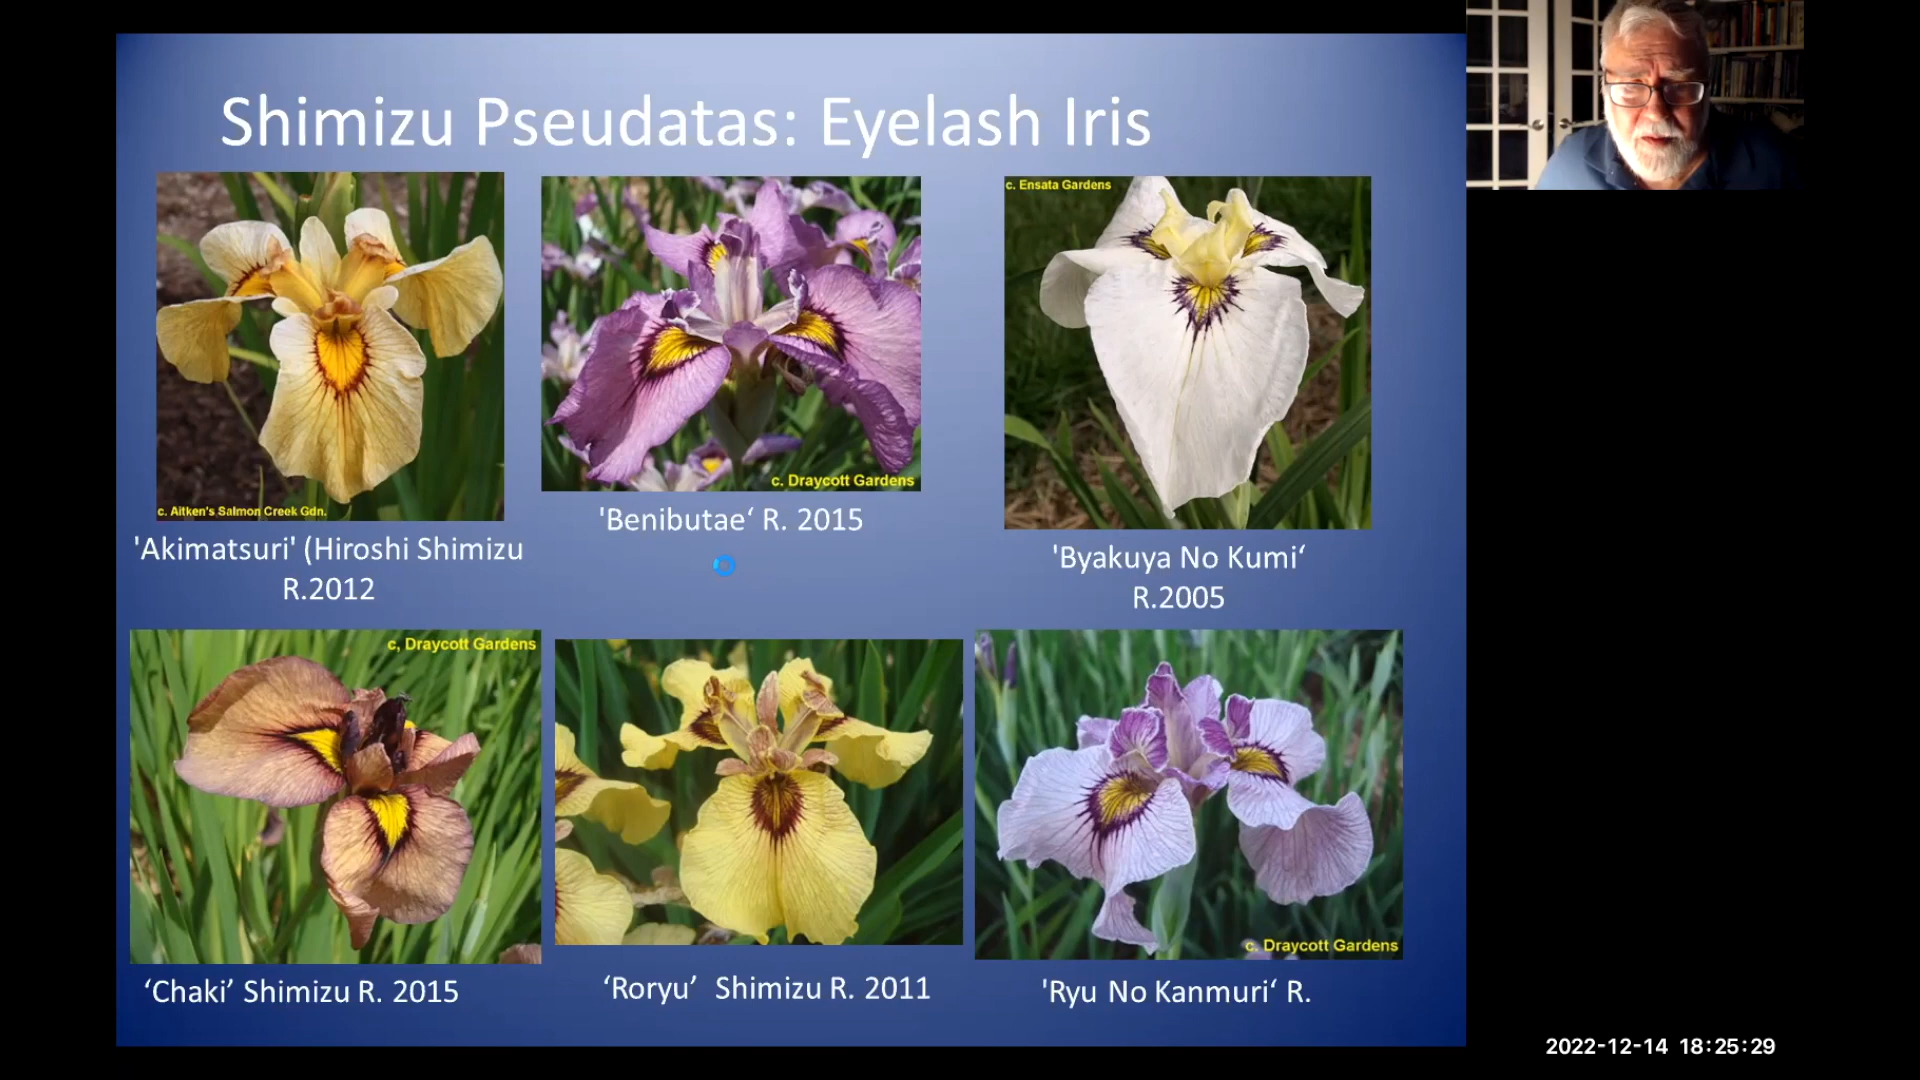 Shimizu Pseudatas: Eyelash Iris
c. Aitken's Salmon Creek Gdn.
'Akimatsuri' (Hiroshi Shimizu
R.2012
c. Draycott Gardens
'Benibutae‘ R. 2015
c. Ensata Gardens
'Byakuya No Kumi‘
R.2005
c, Draycott Gardens
‘Chaki’ Shimizu R. 2015
‘Roryu’  Shimizu R. 2011
c. Draycott Gardens
'Ryu No Kanmuri‘ R.
2022-12-14 18:25:29